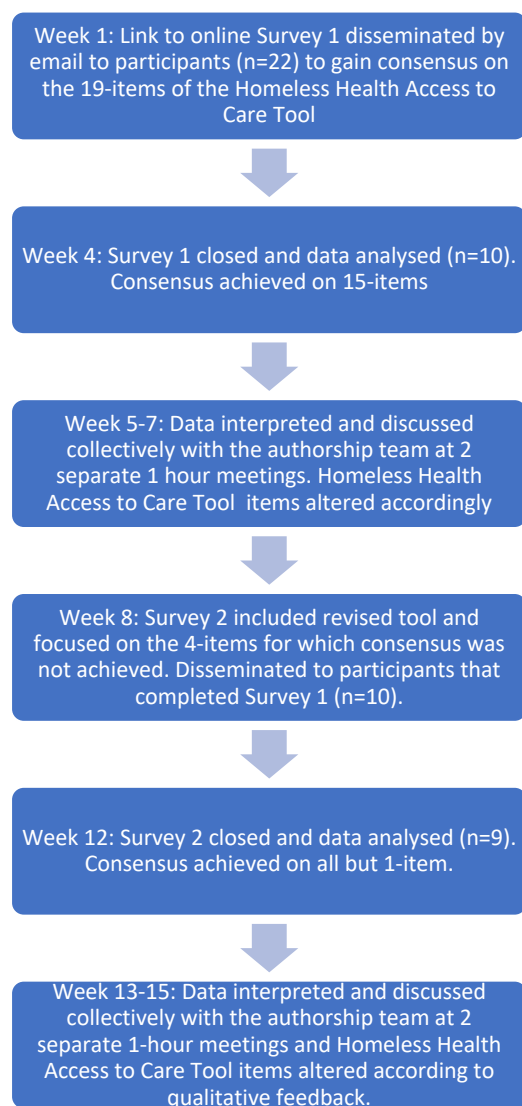 Week 1: Link to online Survey 1 disseminated by
email to participants (n=22) to gain consensus on
the 19-items of the Homeless Health Access to
Care Tool
Week 4: Survey 1 closed and data analysed (n=10).
Consensus achieved on 15-items
Week 5-7: Data interpreted and discussed
collectively with the authorship team at 2
separate 1 hour meetings. Homeless Health
Access to Care Tool  items altered accordingly
Week 8: Survey 2 included revised tool and
focused on the 4-items for which consensus was
not achieved. Disseminated to participants that
completed Survey 1 (n=10).
Week 12: Survey 2 closed and data analysed (n=9).
Consensus achieved on all but 1-item.
Week 13-15: Data interpreted and discussed
collectively with the authorship team at 2
separate 1-hour meetings and Homeless Health
Access to Care Tool items altered according to
qualitative feedback.